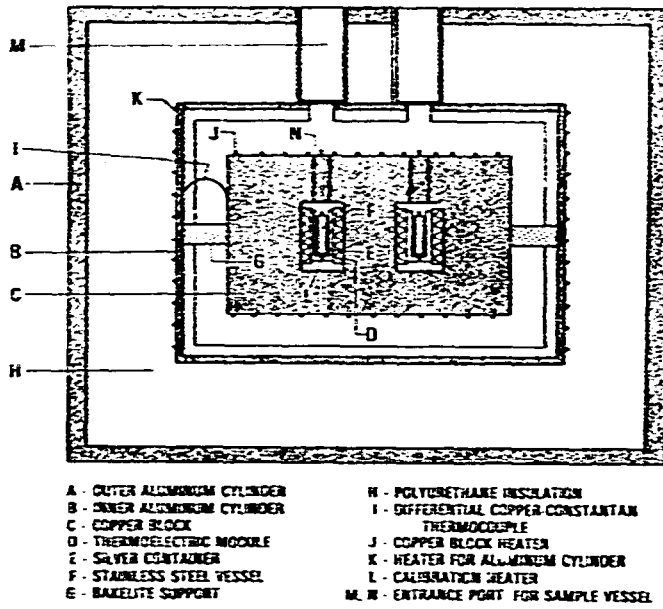 M
K
J
N
I
A
F
B
G
E
C
L
D
H
A - OUTER ALUMINUM CYLINDER
B - INNER ALUMINUM CYLINDER
C - COPPER BLOCK
D - THERMOELECTRIC MODULE
E - SILVER CONTAINER
F - STAINLESS STEEL VESSEL
G - BAKELITE SUPPORT
H - POLYURETHANE INSULATION
I - DIFFERENTIAL COPPER-CONSTANTAN
THERMOCOUPLE
J - COPPER BLOCK HEATER
K - HEATER FOR ALUMINUM CYLINDER
L - CALIBRATION HEATER
M, N - ENTRANCE PORT FOR SAMPLE VESSEL